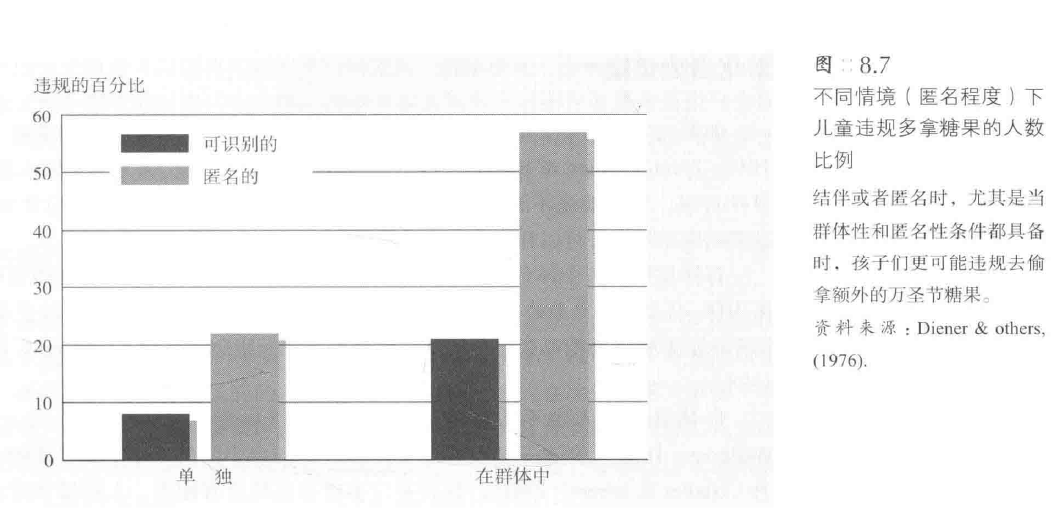 违规的百分比
60
50
40
30
20
10
0
可识别的
匿名的
单 独
在群体中
图 8.7
不同情境(匿名程度)下
儿童违规多拿糖果的人数
比例
结伴或者匿名时,尤其是当
群体性和匿名性条件都具备
时,孩子们更可能违规去偷
拿额外的万圣节糖果。
资料来源:Diener & others,
(1976).